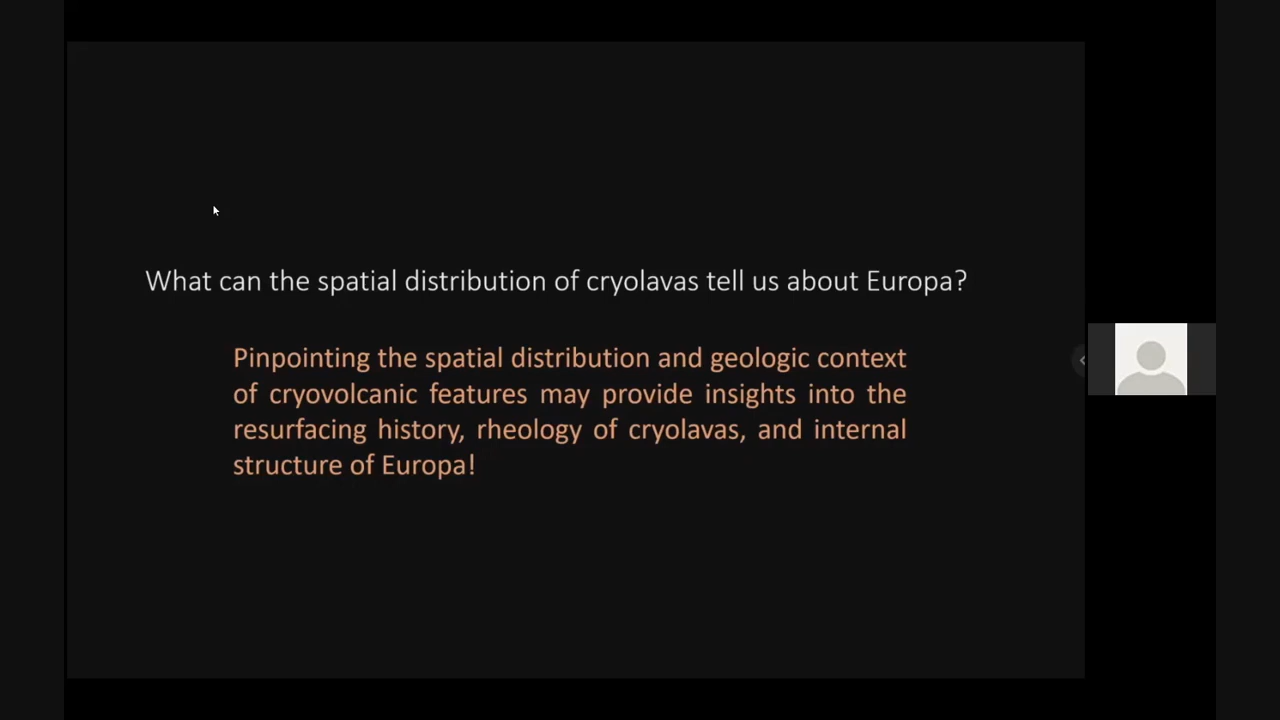 What can the spatial distribution of cryolavas tell us about Europa?
Pinpointing the spatial distribution and geologic context
of cryovolcanic features may provide insights into the
resurfacing history, rheology of cryolavas, and internal
structure of Europa!